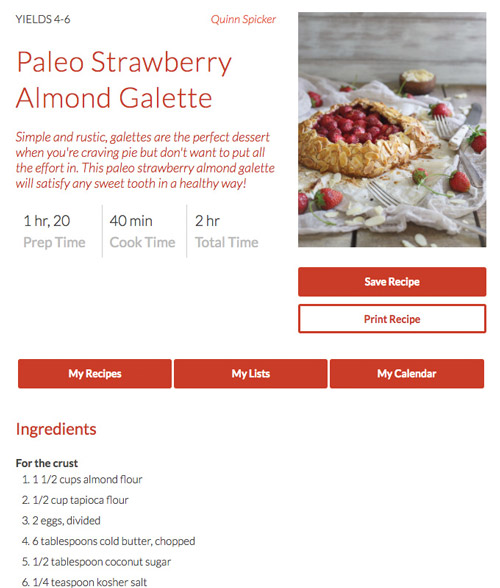 YIELDS 4-6
Quinn Spicker
Paleo Strawberry
Almond Galette
Simple and rustic, galettes are the perfect dessert
when you're craving pie but don't want to put all
the effort in. This paleo strawberry almond galette
will satisfy any sweet tooth in a healthy way!
1 hr, 20
Prep Time
40 min
Cook Time
2 hr
Total Time
Save Recipe
Print Recipe
My Recipes
My Lists
My Calendar
Ingredients
For the crust
1. 1 1/2 cups almond flour
2. 1/2 cup tapioca flour
3. 2 eggs, divided
4. 6 tablespoons cold butter, chopped
5. 1/2 tablespoon coconut sugar
6. 1/4 teaspoon kosher salt